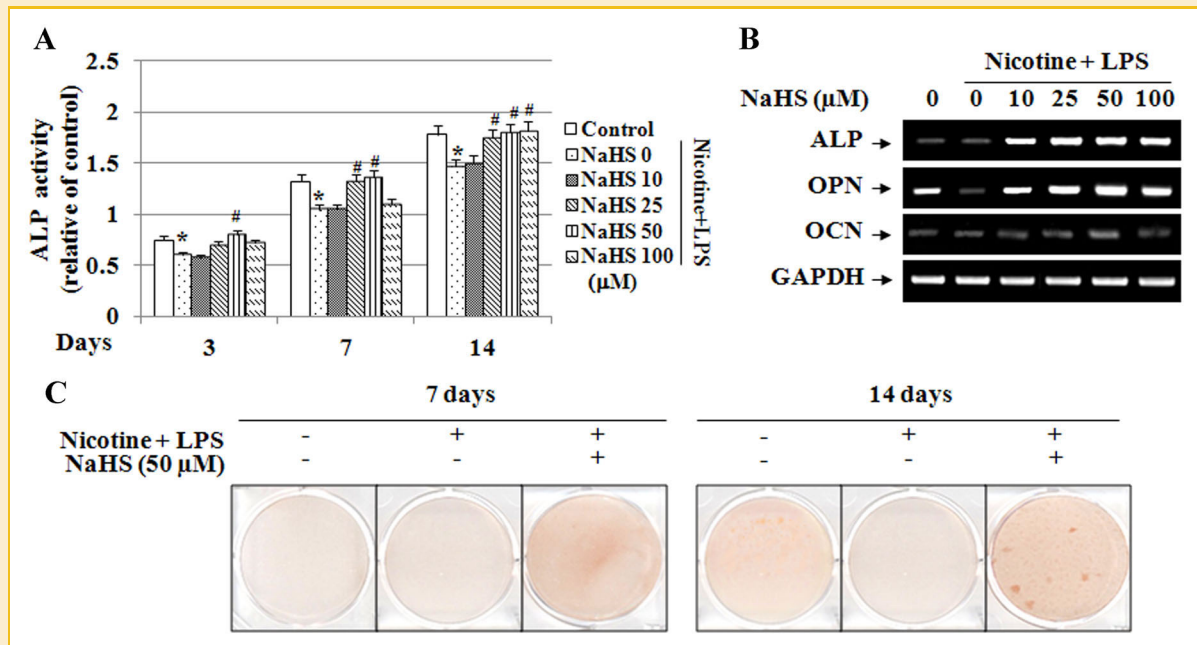 A
ALP activity
(relative of control)
2.5
2
1.5
1
0.5
0
* #
* # #
* # # #
Days 3 7 14
Control
NaHS 0
NaHS 10
NaHS 25
NaHS 50
NaHS 100
(μM)
Nicotine+LPS
B
Nicotine + LPS
NaHS (μM) 0 0 10 25 50 100
ALP
OPN
OCN
GAPDH
C
7 days 14 days
Nicotine + LPS - + + - + +
NaHS (50 μM) - - + - - +